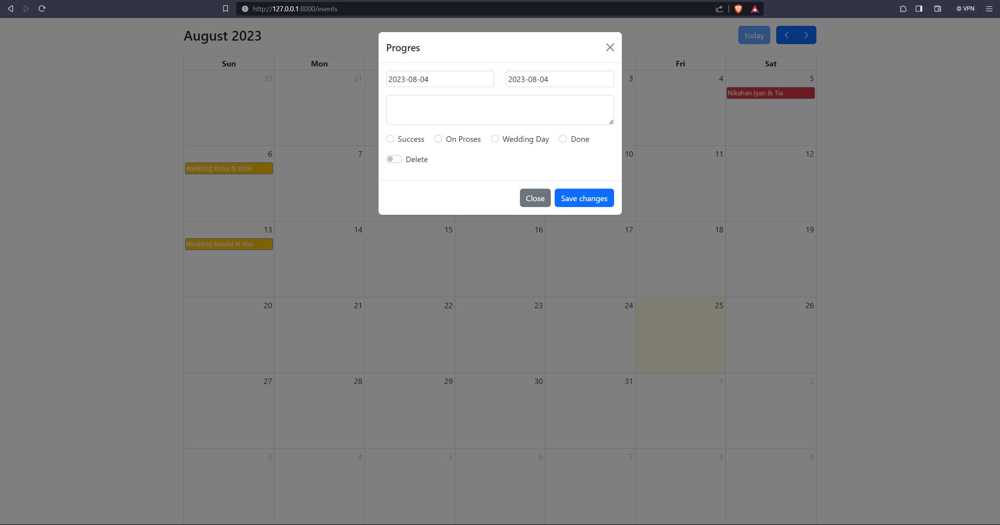 http://127.0.0.1:8000/events
VPN
August 2023
today
Progres
Sun Mon Fri Sat
2023-08-04 2023-08-04
30 31 3 4 5
Nikahan Iyan & Tia
Success On Proses Wedding Day Done
6 7 10 11 12
Delete
Wedding Rizka & Rizki
Close Save changes
13 14 15 16 17 18 19
Wedding Naufal & Vivi
20 21 22 23 24 25 26
27 28 29 30 31 1 2
3 4 5 6 7 8 9